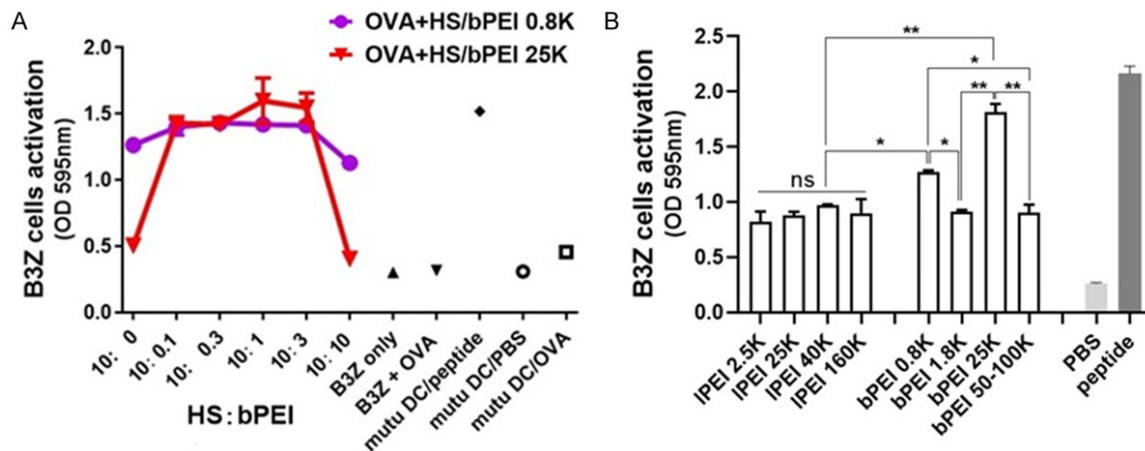 A
OVA+HS/bPEI 0.8K
OVA+HS/bPEI 25K
B3Z cells activation
(OD 595nm)
2.0
1.5
1.0
0.5
0.0
10: 0
10: 0.1
10: 0.3
10: 1
10: 3
10: 10
B3Z only
B3Z + OVA
mutu DC/peptide
mutu DC/PBS
mutu DC/OVA
HS:bPEI
B
B3Z cells activation
(OD 595nm)
2.5
2.0
1.5
1.0
0.5
0.0
**
*
** **
* *
ns
lPEI 2.5K
lPEI 25K
lPEI 40K
lPEI 160K
bPEI 0.8K
bPEI 1.8K
bPEI 25K
bPEI 50-100K
PBS
peptide